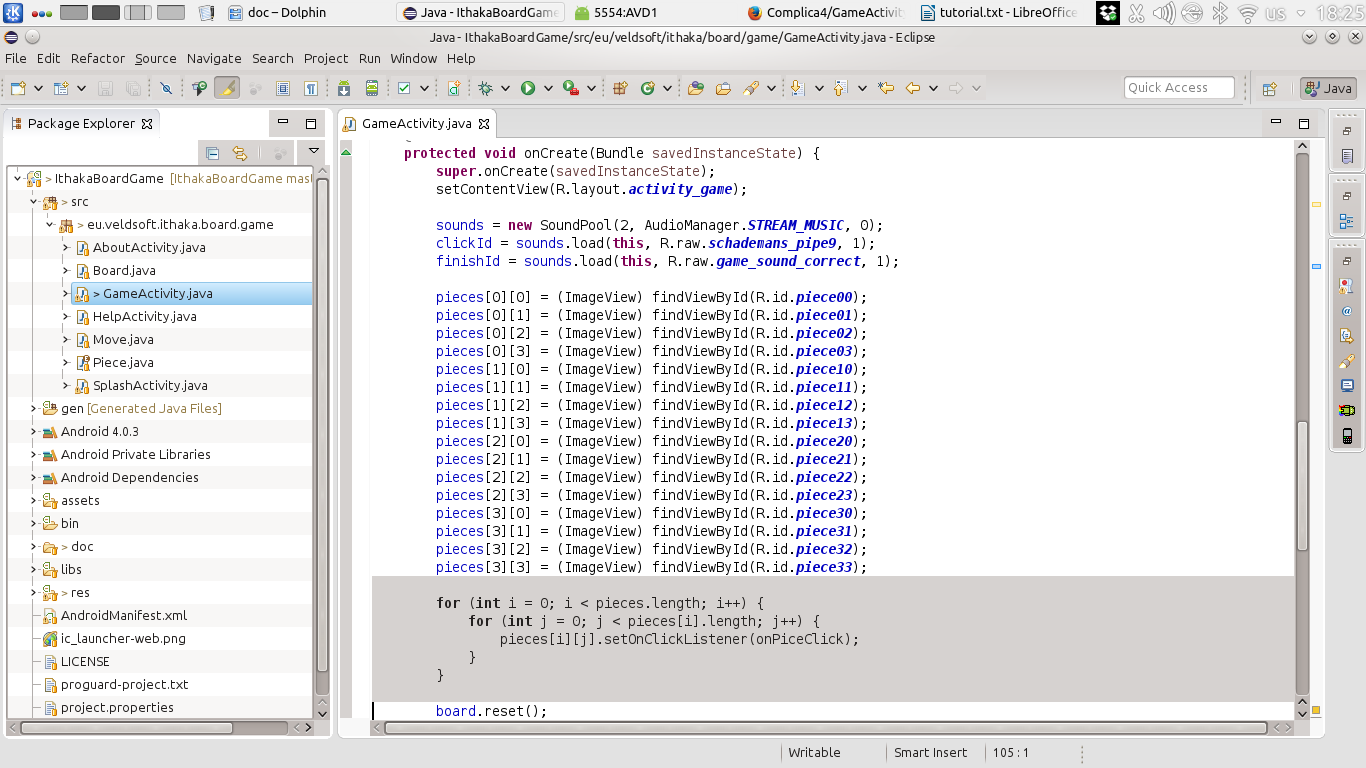 doc – Dolphin
Java - IthakaBoardGame
5554:AVD1
Complica4/GameActivity
tutorial.txt - LibreOffice
us
18:25
Java - IthakaBoardGame/src/eu/veldsoft/ithaka/board/game/GameActivity.java - Eclipse
File Edit Refactor Source Navigate Search Project Run Window Help
Quick Access
Java
Package Explorer
GameActivity.java
> IthakaBoardGame [IthakaBoardGame mast
> src
> eu.veldsoft.ithaka.board.game
AboutActivity.java
Board.java
> GameActivity.java
HelpActivity.java
Move.java
Piece.java
SplashActivity.java
gen [Generated Java Files]
Android 4.0.3
Android Private Libraries
Android Dependencies
assets
bin
> doc
libs
> res
AndroidManifest.xml
ic_launcher-web.png
LICENSE
proguard-project.txt
project.properties
protected void onCreate(Bundle savedInstanceState) {
super.onCreate(savedInstanceState);
setContentView(R.layout.activity_game);
sounds = new SoundPool(2, AudioManager.STREAM_MUSIC, 0);
clickId = sounds.load(this, R.raw.schademans_pipe9, 1);
finishId = sounds.load(this, R.raw.game_sound_correct, 1);
pieces[0][0] = (ImageView) findViewById(R.id.piece00);
pieces[0][1] = (ImageView) findViewById(R.id.piece01);
pieces[0][2] = (ImageView) findViewById(R.id.piece02);
pieces[0][3] = (ImageView) findViewById(R.id.piece03);
pieces[1][0] = (ImageView) findViewById(R.id.piece10);
pieces[1][1] = (ImageView) findViewById(R.id.piece11);
pieces[1][2] = (ImageView) findViewById(R.id.piece12);
pieces[1][3] = (ImageView) findViewById(R.id.piece13);
pieces[2][0] = (ImageView) findViewById(R.id.piece20);
pieces[2][1] = (ImageView) findViewById(R.id.piece21);
pieces[2][2] = (ImageView) findViewById(R.id.piece22);
pieces[2][3] = (ImageView) findViewById(R.id.piece23);
pieces[3][0] = (ImageView) findViewById(R.id.piece30);
pieces[3][1] = (ImageView) findViewById(R.id.piece31);
pieces[3][2] = (ImageView) findViewById(R.id.piece32);
pieces[3][3] = (ImageView) findViewById(R.id.piece33);
for (int i = 0; i < pieces.length; i++) {
for (int j = 0; j < pieces[i].length; j++) {
pieces[i][j].setOnClickListener(onPiceClick);
}
}
board.reset();
Writable
Smart Insert
105 : 1